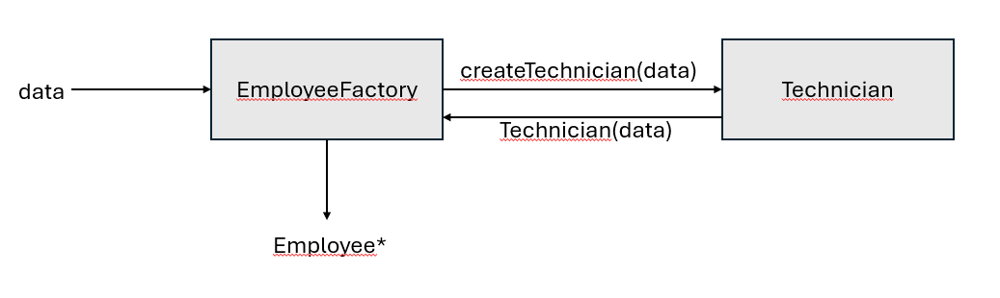 createTechnician(data)
data
EmployeeFactory
Technician
Technician(data)
Employee*